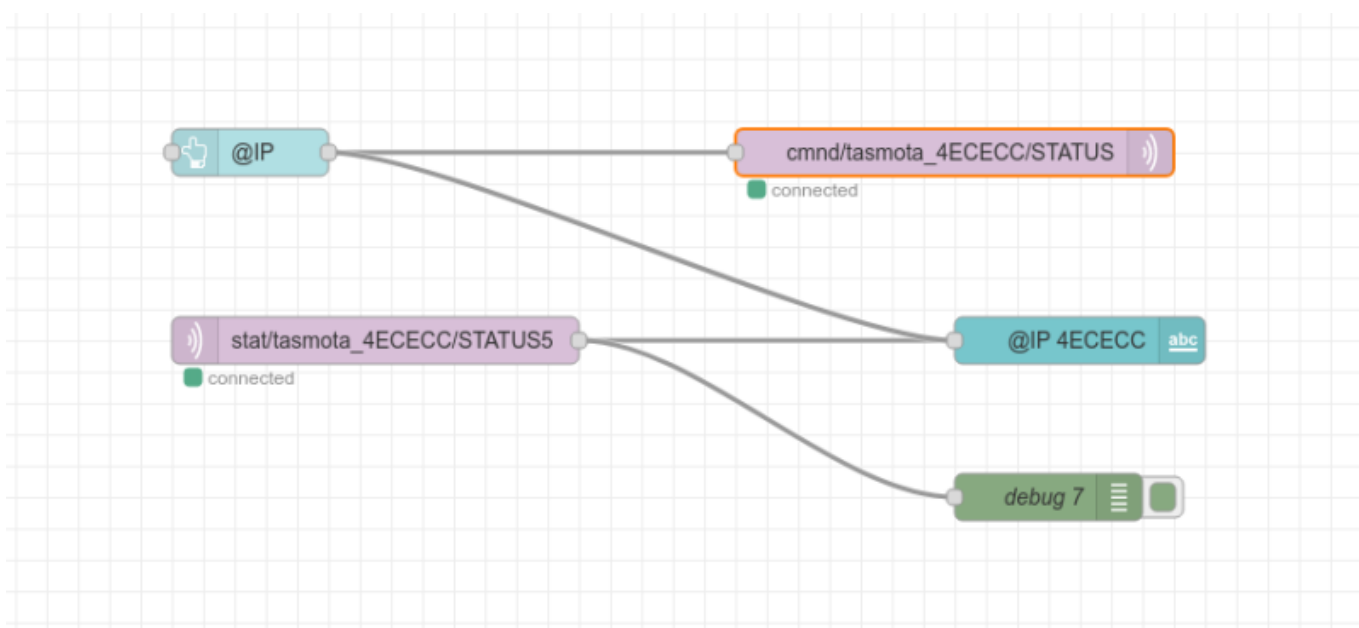 @IP
cmnd/tasmota_4ECECC/STATUS
connected
stat/tasmota_4ECECC/STATUS5
@IP 4ECECC
abc
connected
debug 7